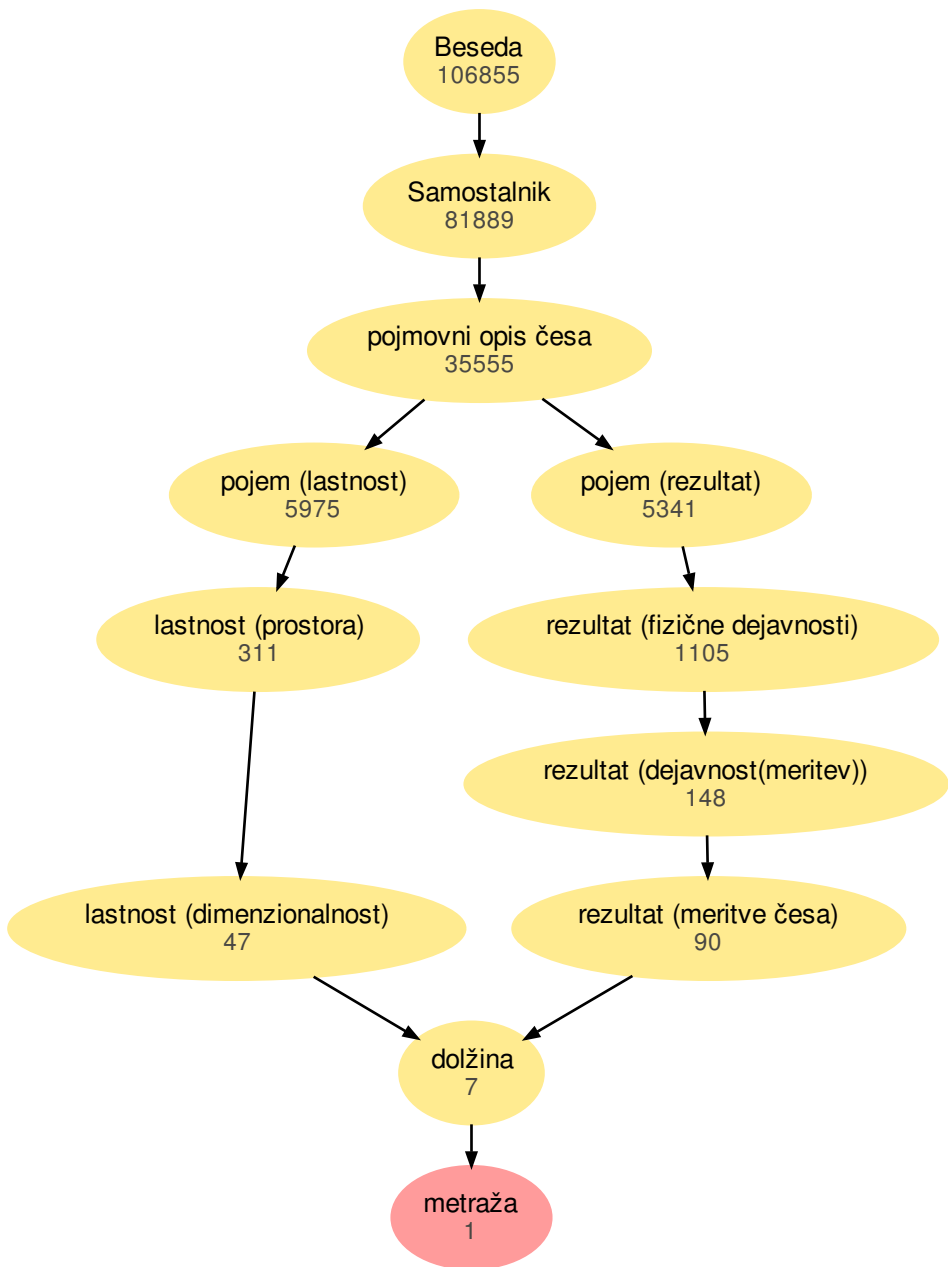 Beseda
106855
Samostalnik
81889
pojmovni opis česa
35555
pojem (lastnost)
5975
pojem (rezultat)
5341
lastnost (prostora)
311
rezultat (fizične dejavnosti)
1105
rezultat (dejavnost(meritev))
148
lastnost (dimenzionalnost)
47
rezultat (meritve česa)
90
dolžina
7
metraža
1